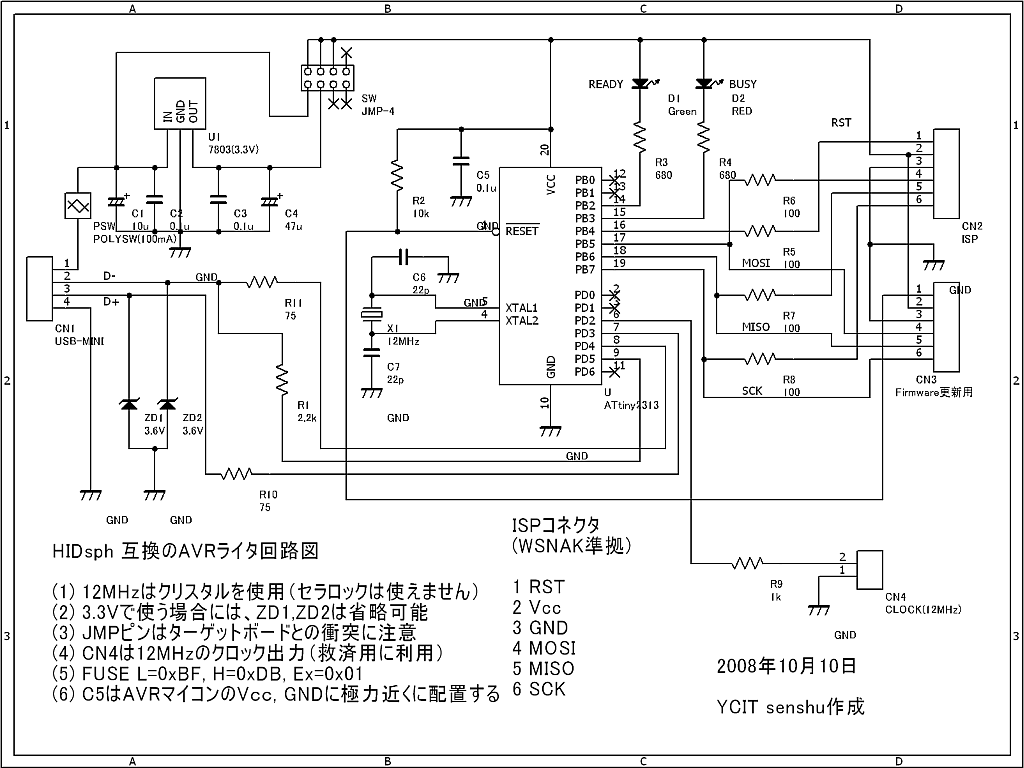 A B C D
1
2
3
1
2
3
IN
GND
OUT
U1
7803(3.3V)
SW
JMP-4
READY
D1
Green
BUSY
D2
RED
RST
R3
680
R4
680
PSW
POLYSW(100mA)
C1
10u
C2
0.1u
C3
0.1u
C4
47u
R2
10k
C5
0.1u
20
VCC
GND
1
RESET
GND
5
XTAL1
4
XTAL2
GND
10
PB0 12
PB1 13
PB2 14
PB3 15
PB4 16
PB5 17
PB6 18
PB7 19
PD0 2
PD1 3
PD2 6
PD3 7
PD4 8
PD5 9
PD6 11
U
ATtiny2313
R6
100
R5
100
R7
100
R8
100
MOSI
MISO
SCK
1
2
3
4
5
6
CN2
ISP
GND
1
2
3
4
5
6
CN3
Firmware更新用
1
2
3
4
D-
D+
CN1
USB-MINI
GND
R11
75
R1
2.2k
C6
22p
X1
12MHz
C7
22p
GND
GND
ZD1
3.6V
ZD2
3.6V
R10
75
GND
GND
R9
1k
2
1
CN4
CLOCK(12MHz)
GND
HIDsph 互換のAVRライタ回路図
(1) 12MHzはクリスタルを使用(セラロックは使えません)
(2) 3.3Vで使う場合には、ZD1,ZD2は省略可能
(3) JMPピンはターゲットボードとの衝突に注意
(4) CN4は12MHzのクロック出力(救済用に利用)
(5) FUSE L=0xBF, H=0xDB, Ex=0x01
(6) C5はAVRマイコンのVcc, GNDに極力近くに配置する
ISPコネクタ
(WSNAK準拠)
1 RST
2 Vcc
3 GND
4 MOSI
5 MISO
6 SCK
2008年10月10日
YCIT senshu作成
A B C D